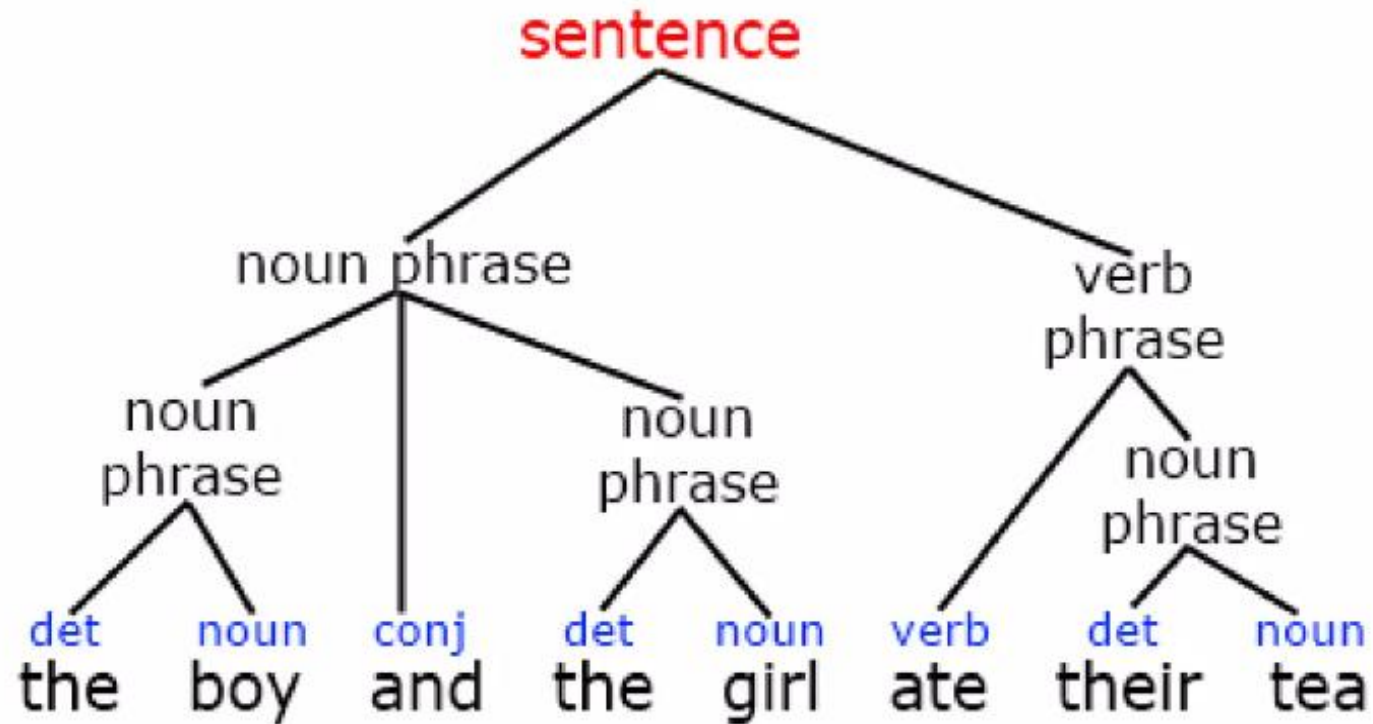 sentence
noun phrase
verb
phrase
noun
phrase
noun
phrase
noun
phrase
det noun conj det noun verb det noun
the boy and the girl ate their tea